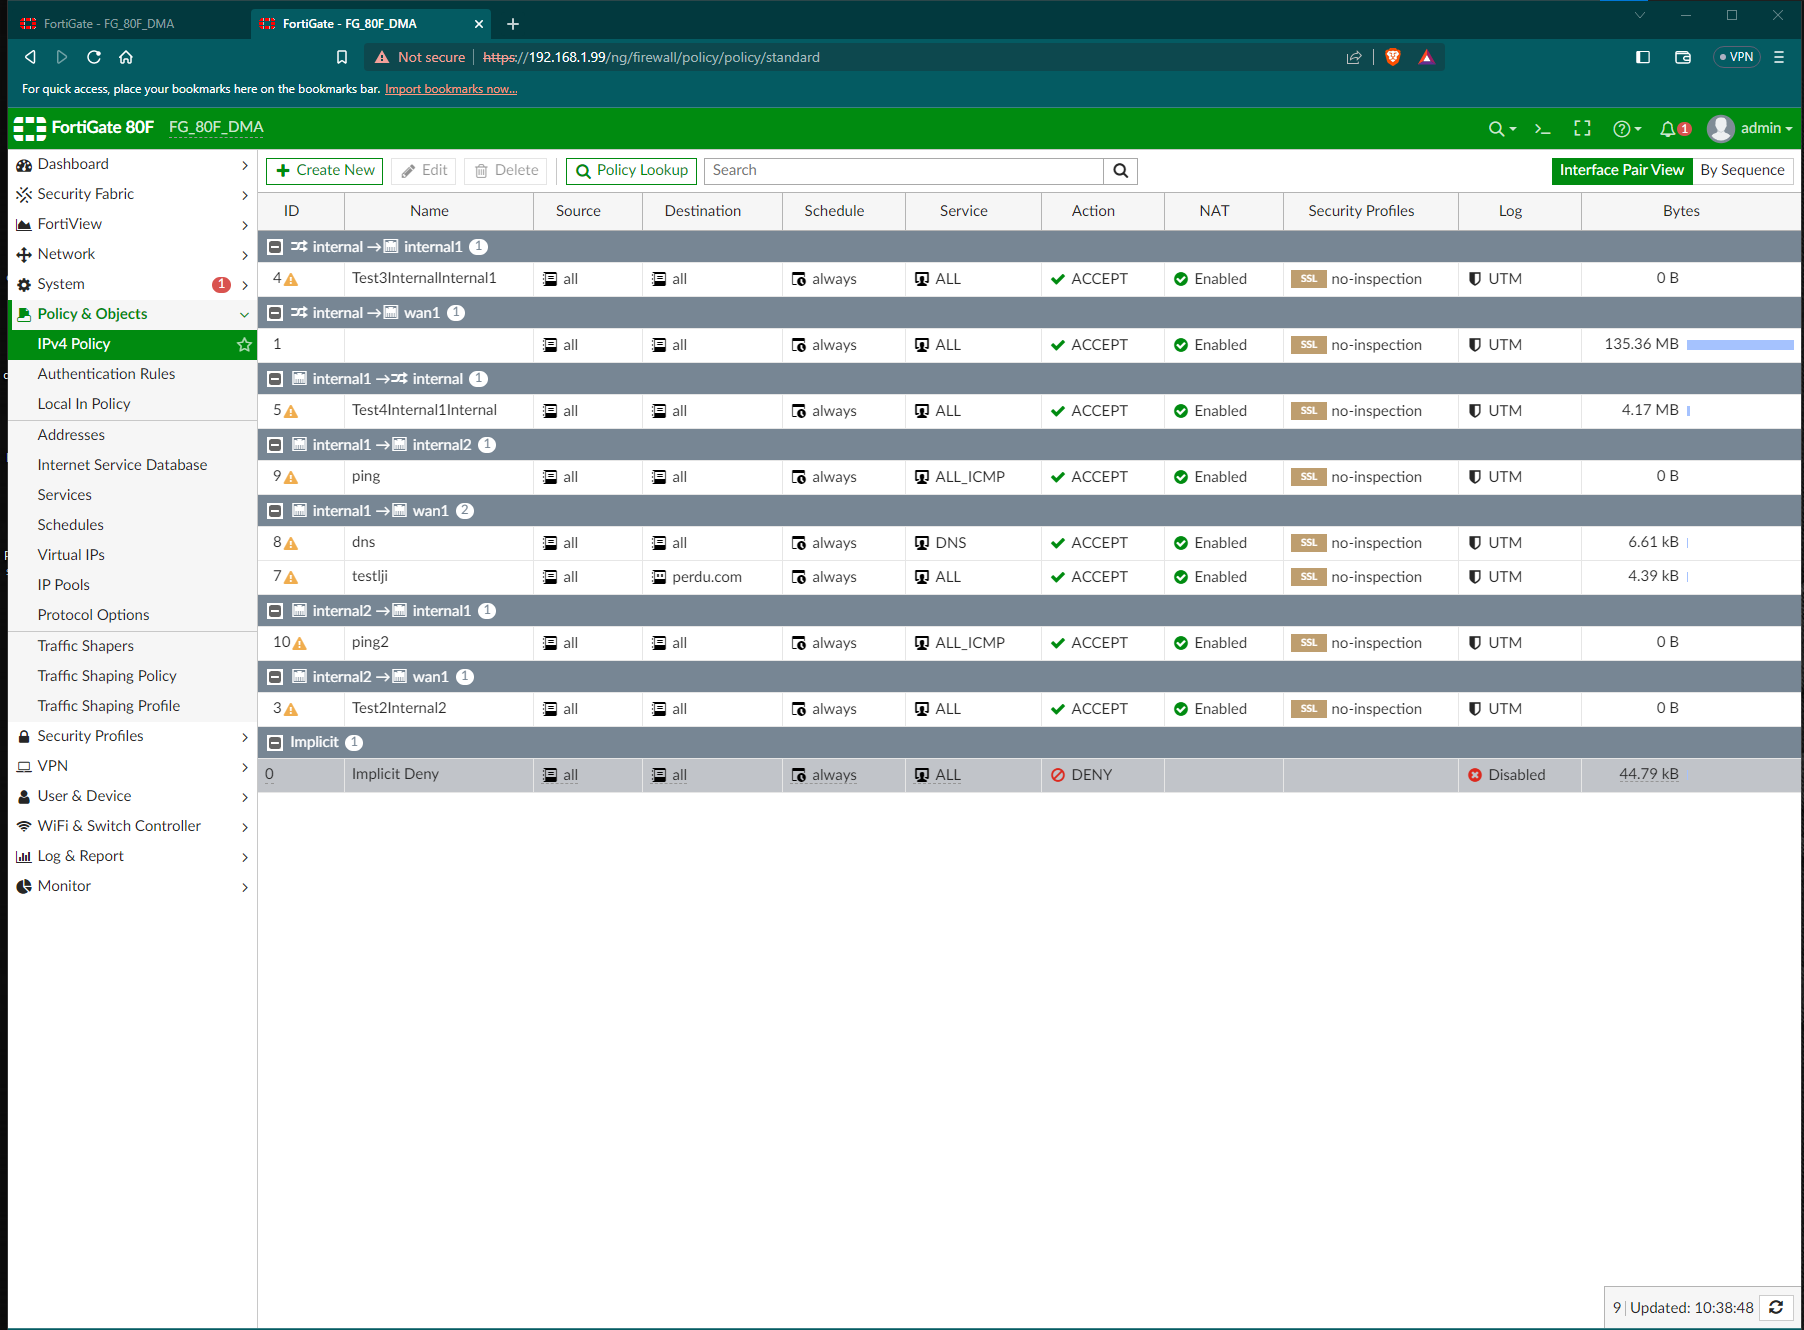 FortiGate - FG_80F_DMA
FortiGate - FG_80F_DMA
Not secure https://192.168.1.99/ng/firewall/policy/policy/standard
VPN
For quick access, place your bookmarks here on the bookmarks bar. Import bookmarks now...
FortiGate 80F FG_80F_DMA
1 admin
Dashboard
Security Fabric
FortiView
Network
System 1
Policy & Objects
IPv4 Policy
Authentication Rules
Local In Policy
Addresses
Internet Service Database
Services
Schedules
Virtual IPs
IP Pools
Protocol Options
Traffic Shapers
Traffic Shaping Policy
Traffic Shaping Profile
Security Profiles
VPN
User & Device
WiFi & Switch Controller
Log & Report
Monitor
Create New Edit Delete Policy Lookup Search Interface Pair View By Sequence
ID Name Source Destination Schedule Service Action NAT Security Profiles Log Bytes
internal → internal1 1
4 Test3InternalInternal1 all all always ALL ACCEPT Enabled SSL no-inspection UTM 0 B
internal → wan1 1
1 all all always ALL ACCEPT Enabled SSL no-inspection UTM 135.36 MB
internal1 → internal 1
5 Test4Internal1Internal all all always ALL ACCEPT Enabled SSL no-inspection UTM 4.17 MB
internal1 → internal2 1
9 ping all all always ALL_ICMP ACCEPT Enabled SSL no-inspection UTM 0 B
internal1 → wan1 2
8 dns all all always DNS ACCEPT Enabled SSL no-inspection UTM 6.61 kB
7 testlji all perdu.com always ALL ACCEPT Enabled SSL no-inspection UTM 4.39 kB
internal2 → internal1 1
10 ping2 all all always ALL_ICMP ACCEPT Enabled SSL no-inspection UTM 0 B
internal2 → wan1 1
3 Test2Internal2 all all always ALL ACCEPT Enabled SSL no-inspection UTM 0 B
Implicit 1
0 Implicit Deny all all always ALL DENY Disabled 44.79 kB
9 Updated: 10:38:48